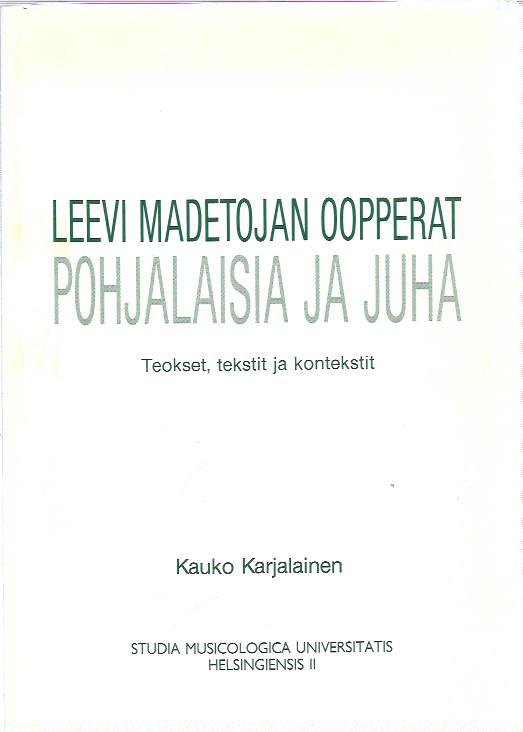 LEEVI MADETOJAN OOPPERAT
POHJALAISIA JA JUHA
Teokset, tekstit ja kontekstit
Kauko Karjalainen
STUDIA MUSICOLOGICA UNIVERSITATIS
HELSINGIENSIS II